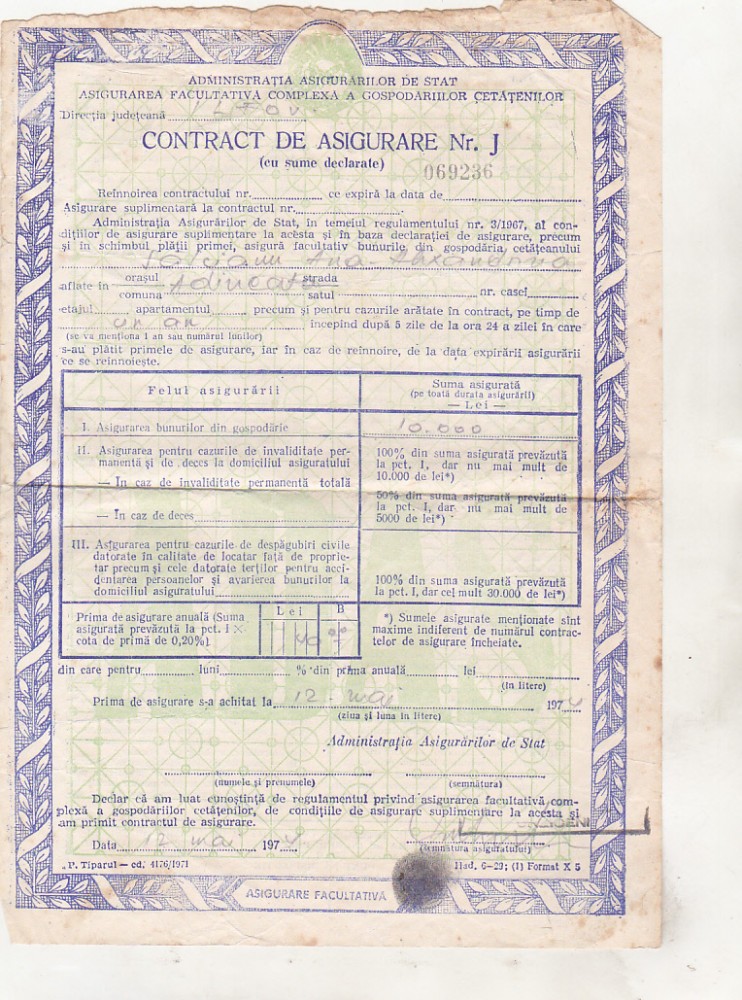 ADMINISTRAȚIA ASIGURĂRILOR DE STAT
ASIGURAREA FACULTATIVĂ COMPLEXĂ A GOSPODĂRIILOR CETĂȚENILOR
Direcția județeană ILFOV
CONTRACT DE ASIGURARE Nr. J
(cu sume declarate) 069236
Reînnoirea contractului nr. ce expiră la data de
Asigurare suplimentară la contractul nr.
Administrația Asigurărilor de Stat, în temeiul regulamentului nr. 3/1967, al con-
dițiilor de asigurare suplimentare la acesta și în baza declarației de asigurare, precum
și în schimbul plății primei, asigură facultativ bunurile din gospodăria, cetățeanului
Ana
orașul strada
aflate în Adincata nr. casei
comuna satul
etajul apartamentul precum și pentru cazurile arătate în contract, pe timp de
un an începînd după 5 zile de la ora 24 a zilei în care
(se va menționa 1 an sau numărul lunilor)
s-au plătit primele de asigurare, iar în caz de reînnoire, de la data expirării asigurării
ce se reînnoiește.
Felul asigurării
Suma asigurată
(pe toată durata asigurării)
— Lei —
I. Asigurarea bunurilor din gospodărie 10.000
II. Asigurarea pentru cazurile de invaliditate per-
manentă și de deces la domiciliul asiguratului
— În caz de invaliditate permanentă totală
100% din suma asigurată prevăzută
la pct. I, dar nu mai mult de
10.000 de lei*)
— În caz de deces
50% din suma asigurată prevăzută
la pct. I, dar nu mai mult de
5000 de lei*)
III. Asigurarea pentru cazurile de despăgubiri civile
datorate în calitate de locatar față de proprie-
tar precum și cele datorate terților pentru acci-
dentarea persoanelor și avarierea bunurilor la
domiciliul asiguratului
100% din suma asigurată prevăzută
la pct. I, dar cel mult 30.000 de lei*)
Prima de asigurare anuală (Suma
asigurată prevăzută la pct. I ×
cota de primă de 0,20%)
Lei B
40 00
*) Sumele asigurate menționate sînt
maxime indiferent de numărul contrac-
telor de asigurare încheiate.
din care pentru luni % din prima anuală lei
(în litere)
Prima de asigurare s-a achitat la 12 mai 1974
(ziua și luna în litere)
Administrația Asigurărilor de Stat
(numele și prenumele) (semnătura)
Declar că am luat cunoștință de regulamentul privind asigurarea facultativă com-
plexă a gospodăriilor cetățenilor, de condițiile de asigurare suplimentare la acesta și
am primit contractul de asigurare.
Data 12 mai 1974
(semnătura asiguratului)
„P. Tiparul — cd. 4176/1971 Had. 6-29; (1) Format X 5
ASIGURARE FACULTATIVA